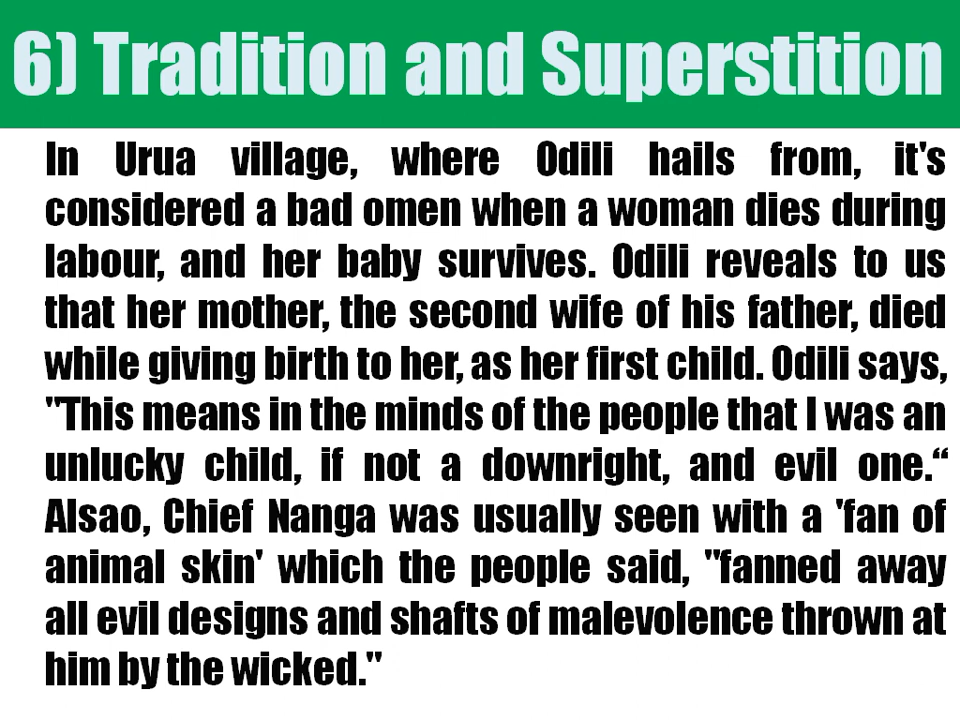 6) Tradition and Superstition
In Urua village, where Odili hails from, it's
considered a bad omen when a woman dies during
labour, and her baby survives. Odili reveals to us
that her mother, the second wife of his father, died
while giving birth to her, as her first child. Odili says,
"This means in the minds of the people that I was an
unlucky child, if not a downright, and evil one.“
Alsao, Chief Nanga was usually seen with a 'fan of
animal skin' which the people said, "fanned away
all evil designs and shafts of malevolence thrown at
him by the wicked."